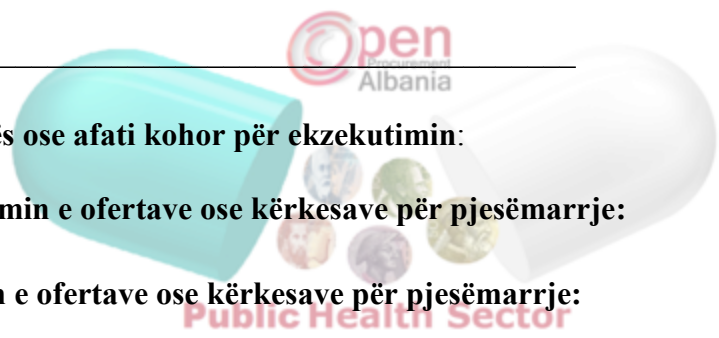 Open
Procurement
Albania
ës ose afati kohor për ekzekutimin:
min e ofertave ose kërkesave për pjesëmarrje:
n e ofertave ose kërkesave për pjesëmarrje:
Public Health Sector